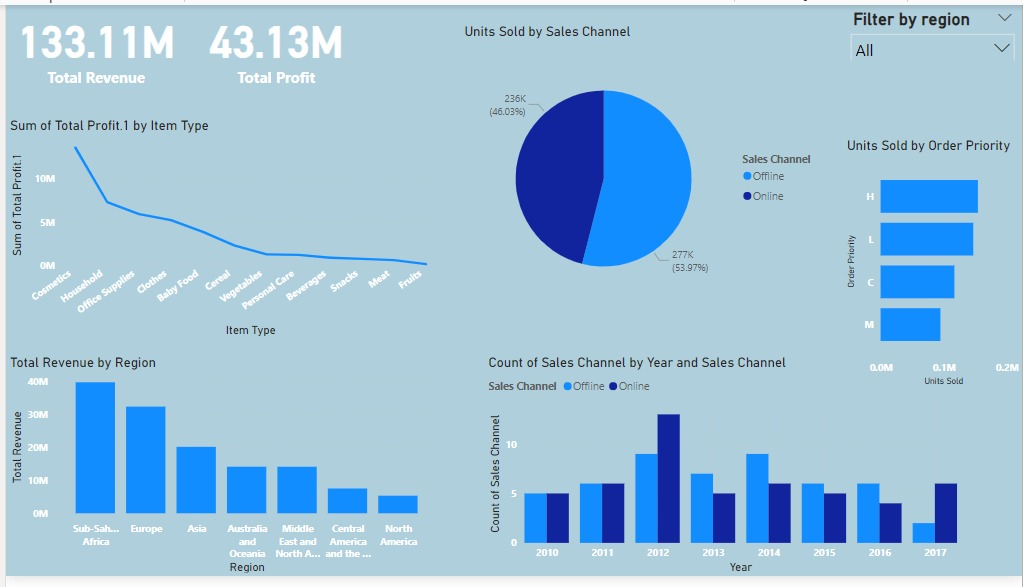 133.11M
Total Revenue
43.13M
Total Profit
Units Sold by Sales Channel
236K
(46.03%)
277K
(53.97%)
Sales Channel
Offline
Online
Filter by region
All
Sum of Total Profit.1 by Item Type
Sum of Total Profit.1
10M
5M
0M
Cosmetics
Household
Office Supplies
Clothes
Baby Food
Cereal
Vegetables
Personal Care
Beverages
Snacks
Meat
Fruits
Item Type
Units Sold by Order Priority
Order Priority
H
L
C
M
0.0M
0.1M
0.2M
Units Sold
Total Revenue by Region
Total Revenue
40M
30M
20M
10M
0M
Sub-Sah...
Africa
Europe
Asia
Australia
and
Oceania
Middle
East and
North A...
Central
America
and the ...
North
America
Region
Count of Sales Channel by Year and Sales Channel
Sales Channel
Offline
Online
Count of Sales Channel
10
5
0
2010
2011
2012
2013
2014
2015
2016
2017
Year